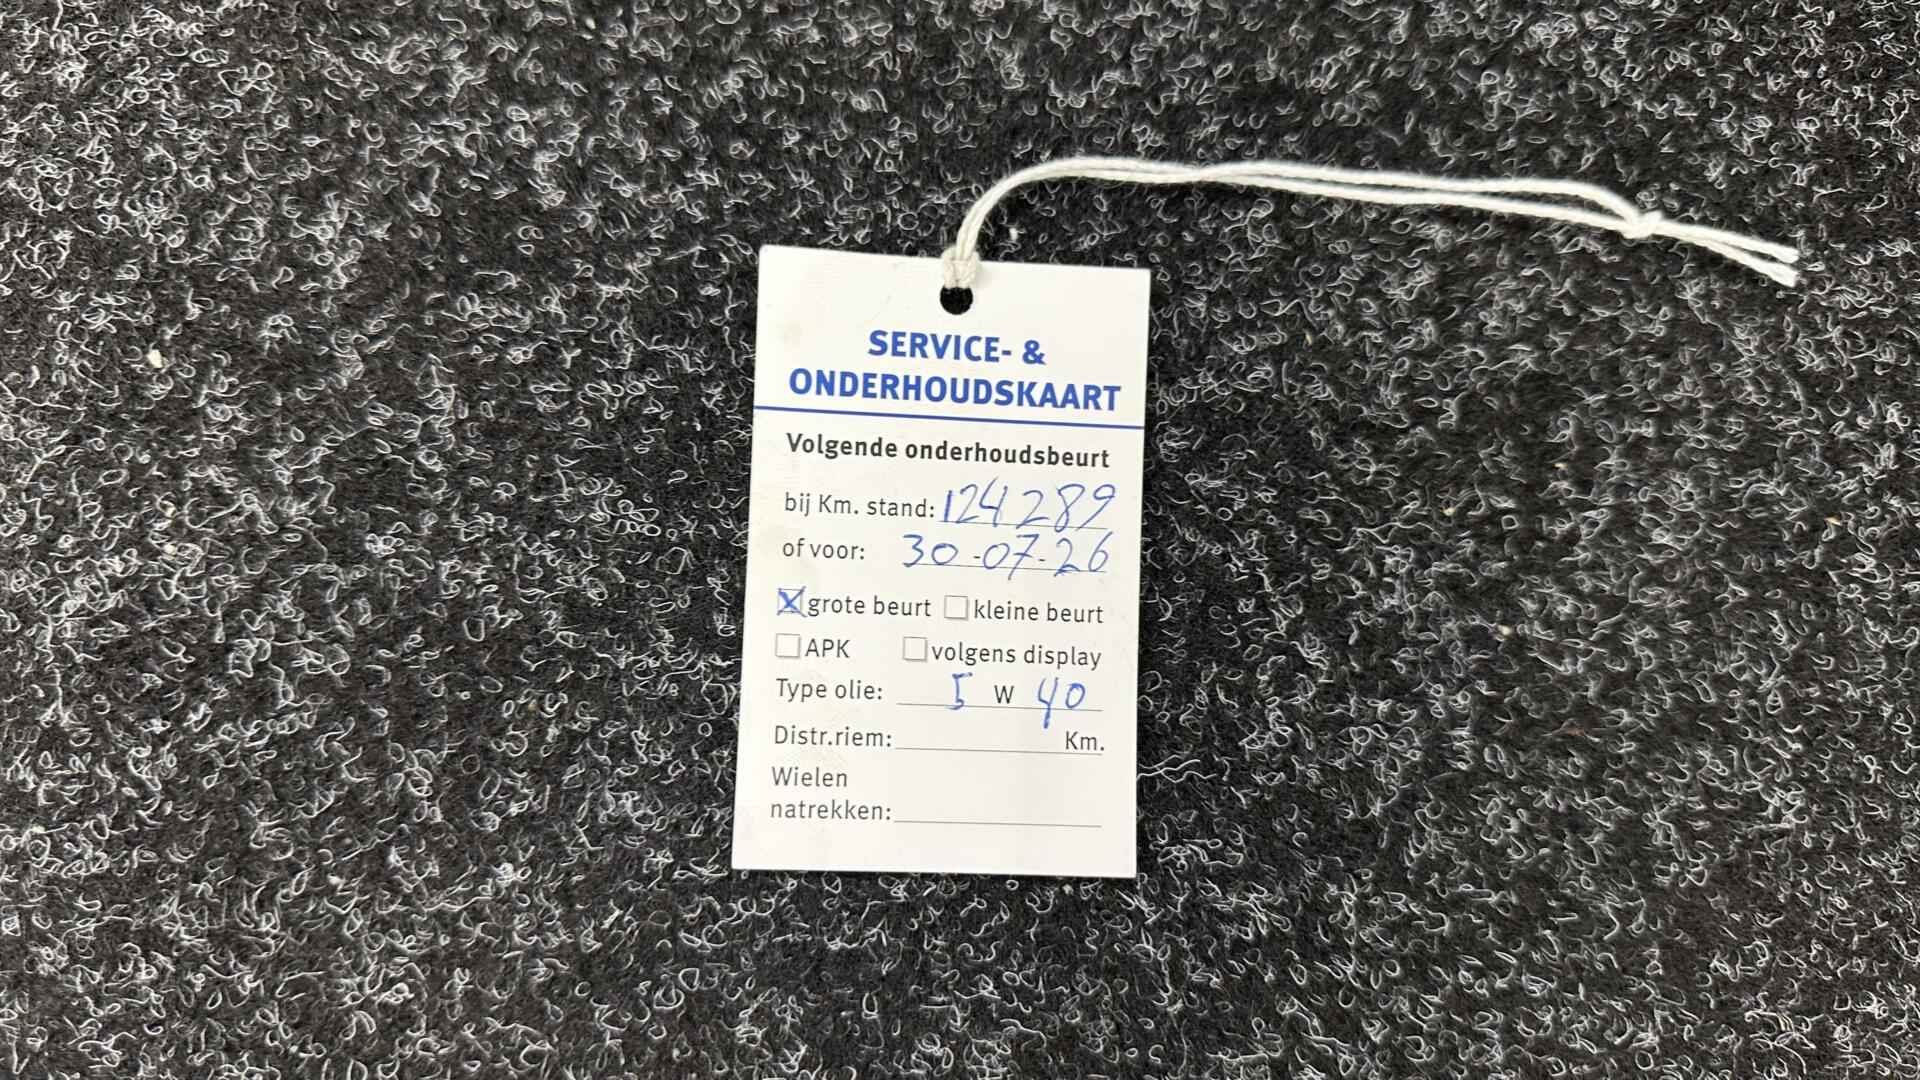 SERVICE- &
ONDERHOUDSKAART
Volgende onderhoudsbeurt
bij Km. stand: 124289
of voor: 30-07-26
grote beurt kleine beurt
APK volgens display
Type olie: 5 W 40
Distr.riem: Km.
Wielen
natrekken: